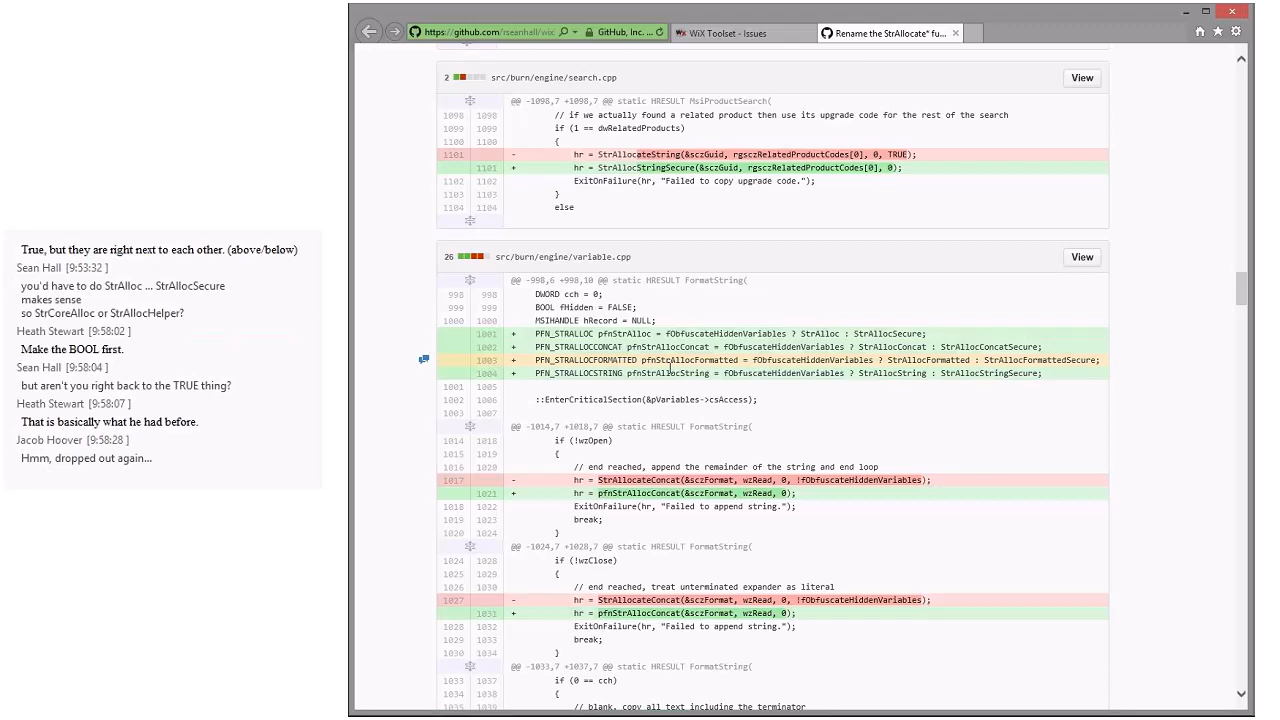 True, but they are right next to each other. (above/below)
Sean Hall [9:53:32 ]
you'd have to do StrAlloc ... StrAllocSecure
makes sense
so StrCoreAlloc or StrAllocHelper?
Heath Stewart [9:58:02 ]
Make the BOOL first.
Sean Hall [9:58:04 ]
but aren't you right back to the TRUE thing?
Heath Stewart [9:58:07 ]
That is basically what he had before.
Jacob Hoover [9:58:28 ]
Hmm, dropped out again...
https://github.com/rseanhall/wix GitHub, Inc. ... WiX Toolset - Issues Rename the StrAllocate* fu...
2 src/burn/engine/search.cpp View
@@ -1098,7 +1098,7 @@ static HRESULT MsiProductSearch(
1098 1098 // if we actually found a related product then use its upgrade code for the rest of the search
1099 1099 if (1 == dwRelatedProducts)
1100 1100 {
1101 - hr = StrAllocateString(&sczGuid, rgsczRelatedProductCodes[0], 0, TRUE);
1101 + hr = StrAllocStringSecure(&sczGuid, rgsczRelatedProductCodes[0], 0);
1102 1102 ExitOnFailure(hr, "Failed to copy upgrade code.");
1103 1103 }
1104 1104 else
26 src/burn/engine/variable.cpp View
@@ -998,6 +998,10 @@ static HRESULT FormatString(
998 998 DWORD cch = 0;
999 999 BOOL fHidden = FALSE;
1000 1000 MSIHANDLE hRecord = NULL;
1001 + PFN_STRALLOC pfnStrAlloc = fObfuscateHiddenVariables ? StrAlloc : StrAllocSecure;
1002 + PFN_STRALLOCCONCAT pfnStrAllocConcat = fObfuscateHiddenVariables ? StrAllocConcat : StrAllocConcatSecure;
1003 + PFN_STRALLOCFORMATTED pfnStrAllocFormatted = fObfuscateHiddenVariables ? StrAllocFormatted : StrAllocFormattedSecure;
1004 + PFN_STRALLOCSTRING pfnStrAllocString = fObfuscateHiddenVariables ? StrAllocString : StrAllocStringSecure;
1001 1005
1002 1006 ::EnterCriticalSection(&pVariables->csAccess);
1003 1007
@@ -1014,7 +1018,7 @@ static HRESULT FormatString(
1014 1018 if (!wzOpen)
1015 1019 {
1016 1020 // end reached, append the remainder of the string and end loop
1017 - hr = StrAllocateConcat(&sczFormat, wzRead, 0, !fObfuscateHiddenVariables);
1021 + hr = pfnStrAllocConcat(&sczFormat, wzRead, 0);
1018 1022 ExitOnFailure(hr, "Failed to append string.");
1019 1023 break;
1020 1024 }
@@ -1024,7 +1028,7 @@ static HRESULT FormatString(
1024 1028 if (!wzClose)
1025 1029 {
1026 1030 // end reached, treat unterminated expander as literal
1027 - hr = StrAllocateConcat(&sczFormat, wzRead, 0, !fObfuscateHiddenVariables);
1031 + hr = pfnStrAllocConcat(&sczFormat, wzRead, 0);
1028 1032 ExitOnFailure(hr, "Failed to append string.");
1029 1033 break;
1030 1034 }
@@ -1033,7 +1037,7 @@ static HRESULT FormatString(
1033 1037 if (0 == cch)
1034 1038 {
1035 1039 // blank, copy all text including the terminator